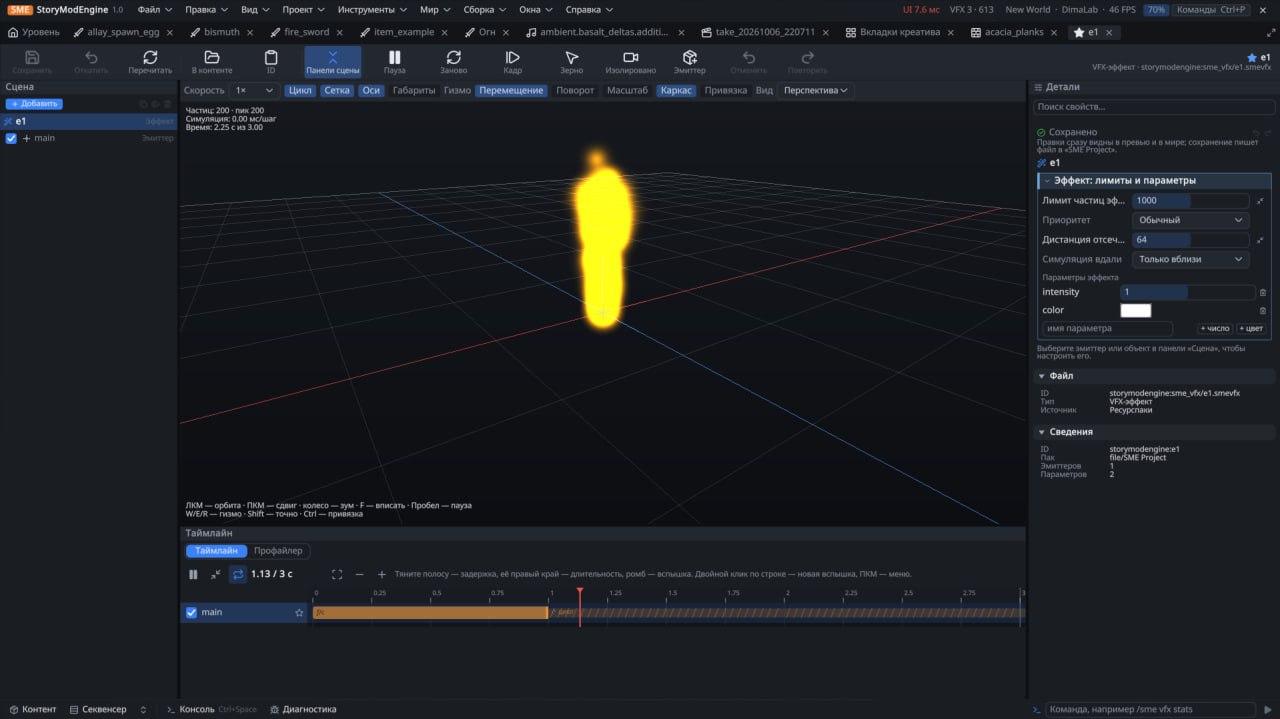 SME StoryModEngine 1.0 Файл Правка Вид Проект Инструменты Мир Сборка Окна Справка UI 7.6 мс VFX 3 · 613 New World · DimaLab · 46 FPS 70% Команды Ctrl+P
Уровень allay_spawn_egg bismuth fire_sword item_example Огн ambient.basalt_deltas.additi... take_20261006_220711 Вкладки креатива acacia_planks e1
Сохранить Откатить Перечитать В контенте ID Панели сцены Пауза Заново Кадр Зерно Изолировано Эмиттер Отменить Повторить
e1
VFX-эффект · storymodengine:sme_vfx/e1.smevfx
Сцена
+ Добавить
e1 Эффект
main Эмиттер
Скорость 1× Цикл Сетка Оси Габариты Гизмо Перемещение Поворот Масштаб Каркас Привязка Вид Перспектива
Частиц: 200 · пик 200
Симуляция: 0.00 мс/шаг
Время: 2.25 с из 3.00
ЛКМ — орбита · ПКМ — сдвиг · колесо — зум · F — вписать · Пробел — пауза
W/E/R — гизмо · Shift — точно · Ctrl — привязка
Таймлайн
Таймлайн Профайлер
1.13 / 3 с Тяните полосу — задержка, её правый край — длительность, ромб — вспышка. Двойной клик по строке — новая вспышка, ПКМ — меню.
0 0,25 0,5 0,75 1 1,25 1,5 1,75 2 2,25 2,5 2,75 3
main
Детали
Поиск свойств...
Сохранено
Правки сразу видны в превью и в мире; сохранение пишет
файл в «SME Project».
e1
Эффект: лимиты и параметры
Лимит частиц эф... 1000
Приоритет Обычный
Дистанция отсеч... 64
Симуляция вдали Только вблизи
Параметры эффекта
intensity 1
color
имя параметра + число + цвет
Выберите эмиттер или объект в панели «Сцена», чтобы
настроить его.
Файл
ID storymodengine:sme_vfx/e1.smevfx
Тип VFX-эффект
Источник Ресурспаки
Сведения
ID storymodengine:e1
Пак file/SME Project
Эмиттеров 1
Параметров 2
Контент Секвенсер Консоль Ctrl+Space Диагностика Команда, например /sme vfx stats